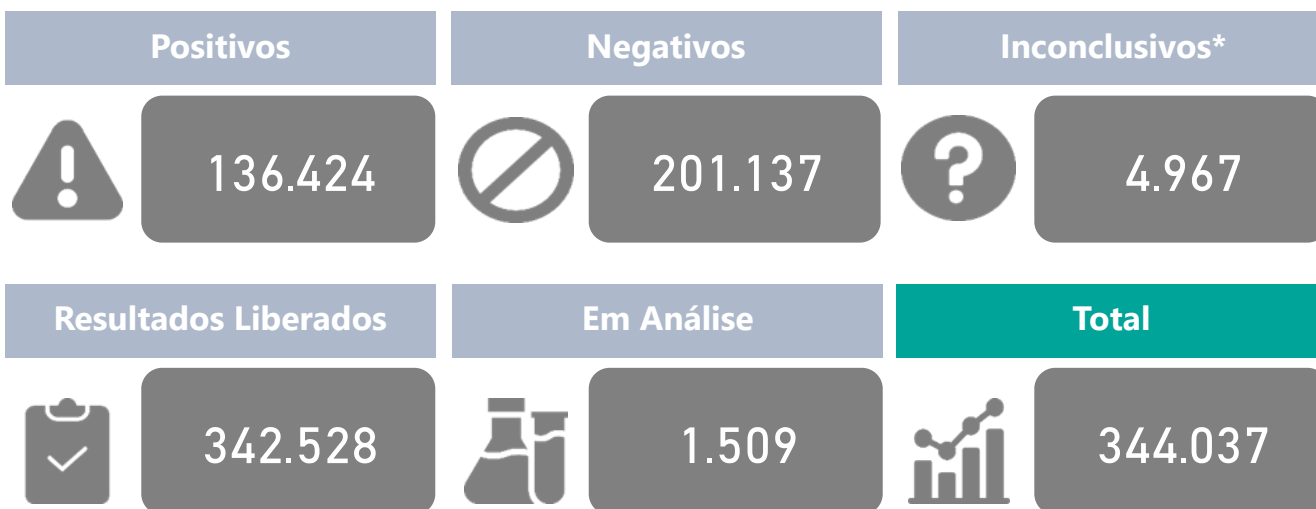 Positivos
Negativos
Inconclusivos*
136.424
201.137
4.967
Resultados Liberados
Em Análise
Total
342.528
1.509
344.037